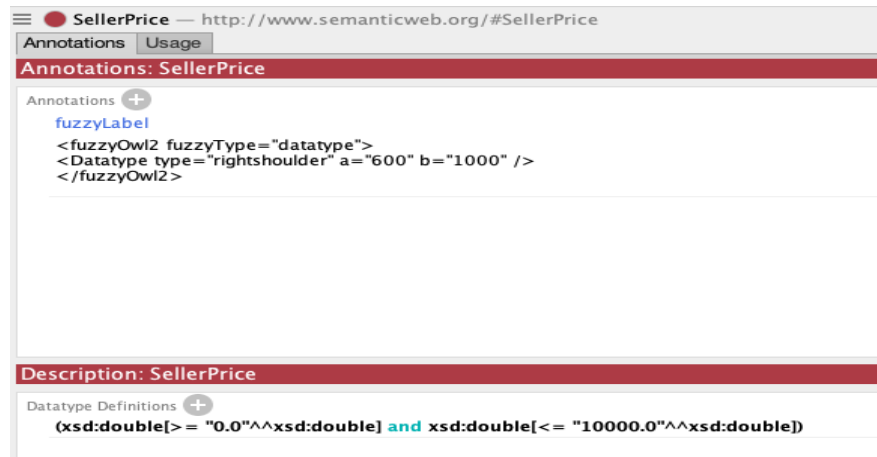 SellerPrice — http://www.semanticweb.org/#SellerPrice
Annotations Usage
Annotations: SellerPrice
Annotations
fuzzyLabel
<fuzzyOwl2 fuzzyType="datatype">
<Datatype type="rightshoulder" a="600" b="1000" />
</fuzzyOwl2>
Description: SellerPrice
Datatype Definitions
(xsd:double[>= "0.0"^^xsd:double] and xsd:double[<= "10000.0"^^xsd:double])